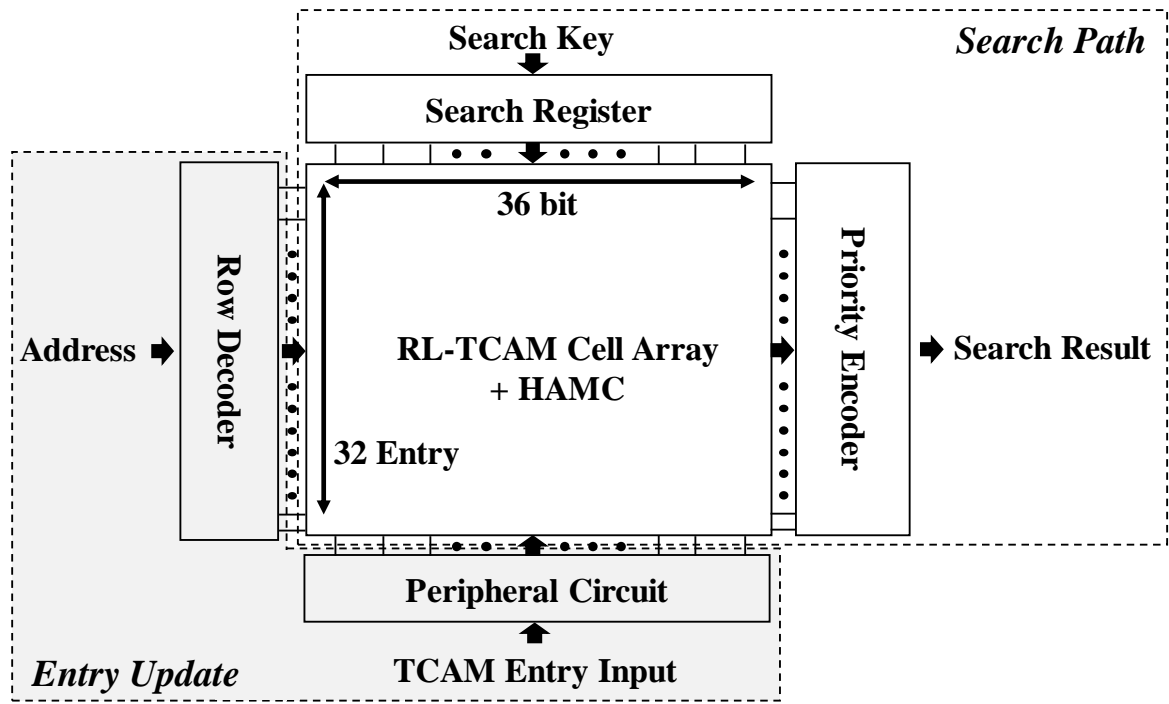 Search Key
Search Path
Search Register
36 bit
Row Decoder
Priority Encoder
Address
RL-TCAM Cell Array
+ HAMC
Search Result
32 Entry
Peripheral Circuit
Entry Update
TCAM Entry Input